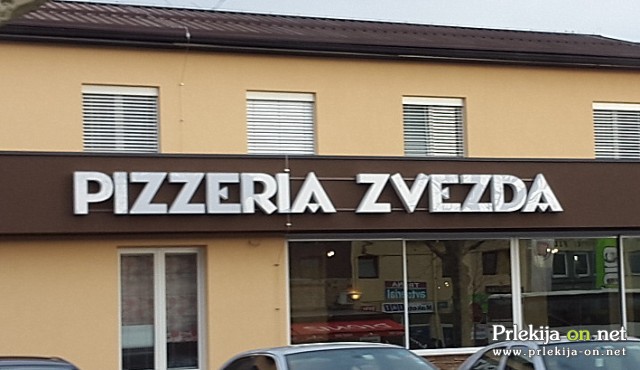 PIZZERIA ZVEZDA
Prlekija-on.net
www.prlekija-on.net